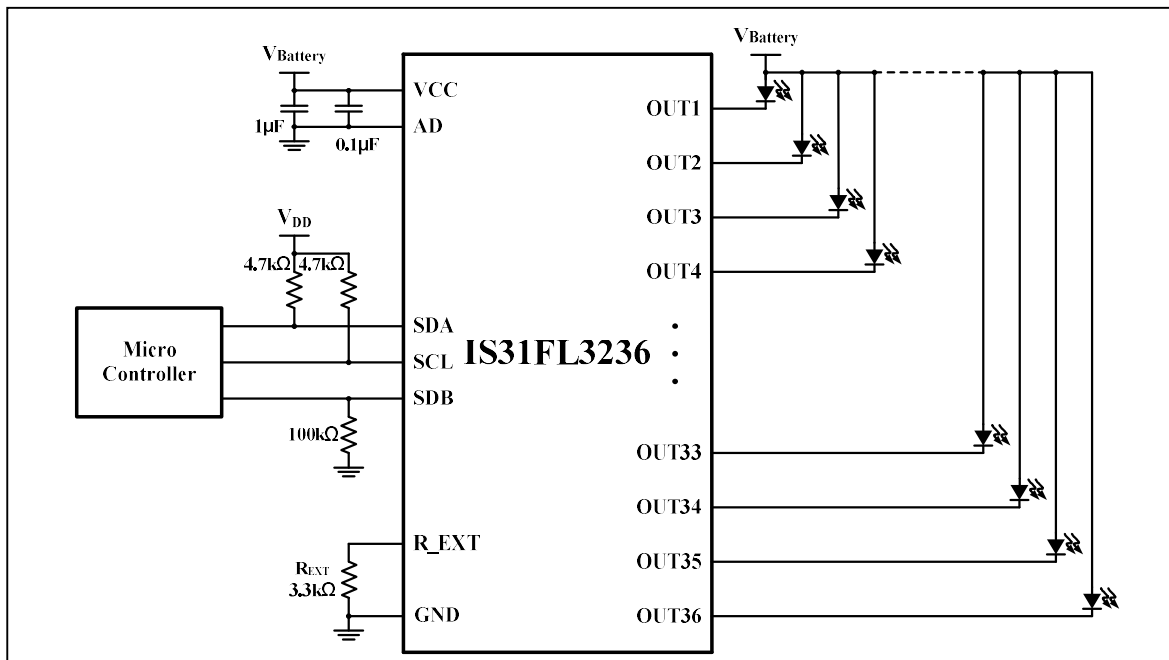 VBattery
VCC
1µF
0.1µF
AD
VDD
4.7kΩ 4.7kΩ
Micro
Controller
SDA
SCL
SDB
100kΩ
R_EXT
REXT
3.3kΩ
GND
IS31FL3236
VBattery
OUT1
OUT2
OUT3
OUT4
OUT33
OUT34
OUT35
OUT36